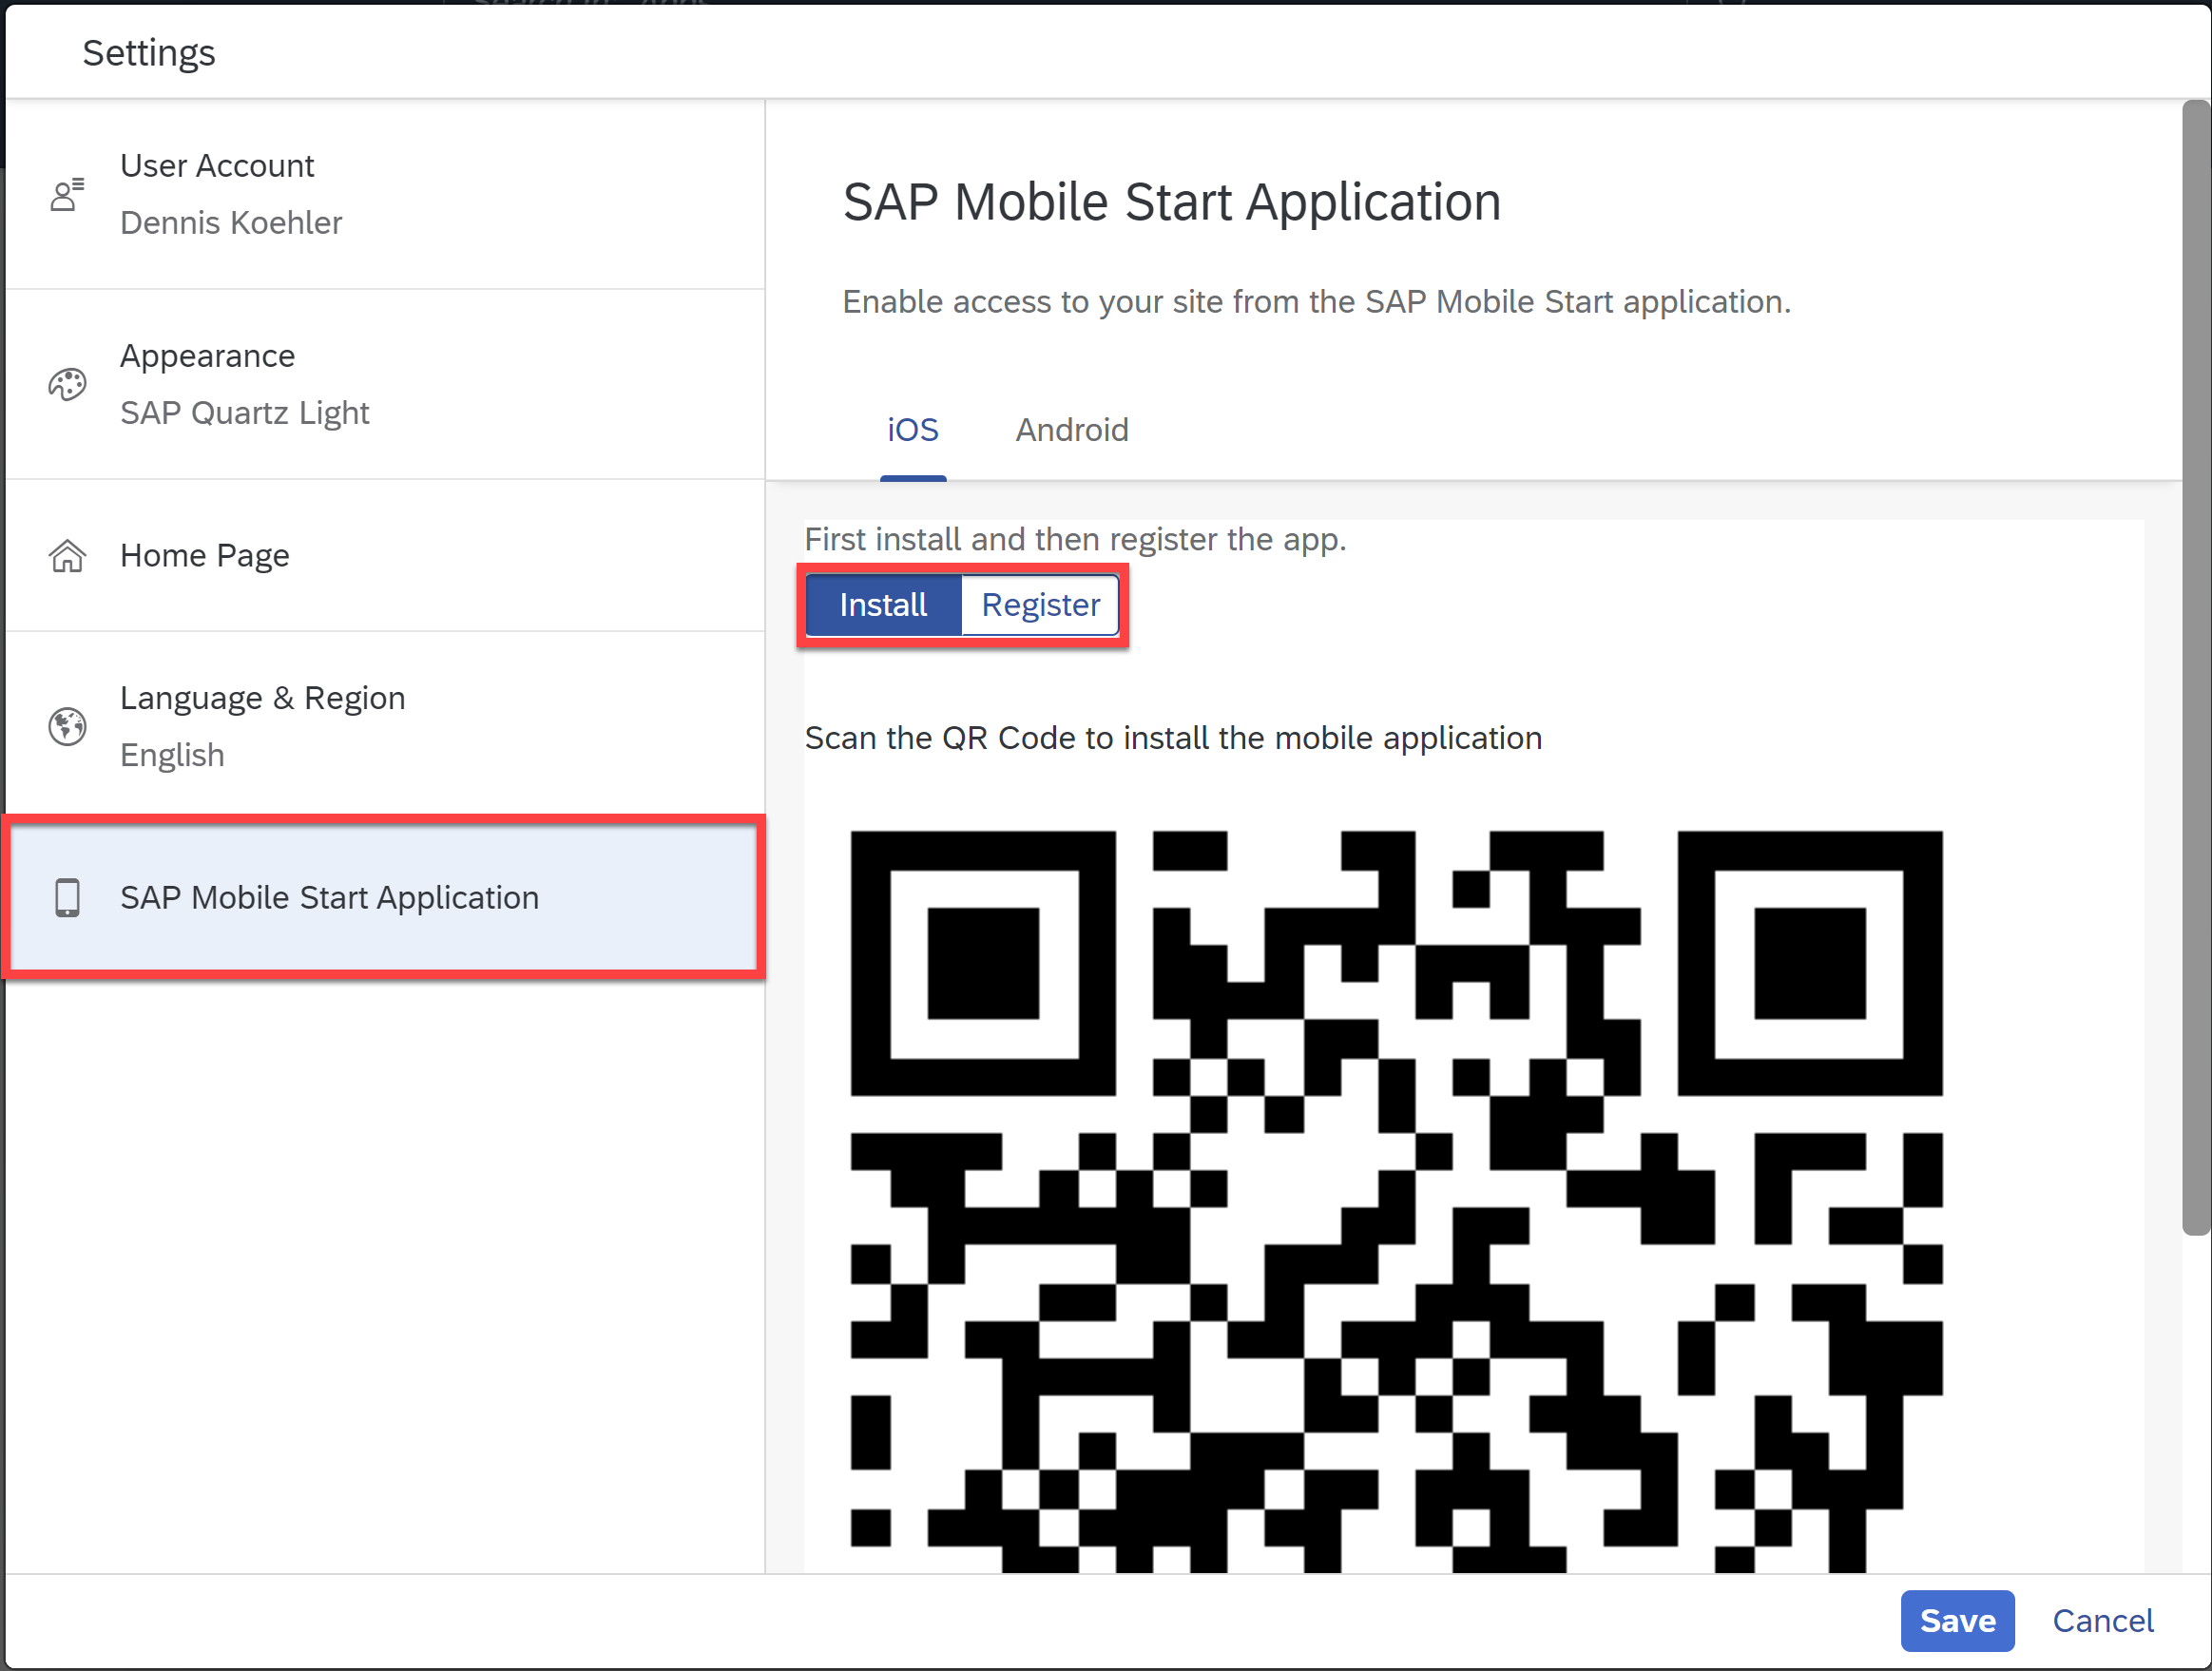 Settings
User Account
Dennis Koehler
Appearance
SAP Quartz Light
Home Page
Language & Region
English
SAP Mobile Start Application
SAP Mobile Start Application
Enable access to your site from the SAP Mobile Start application.
iOS Android
First install and then register the app.
Install Register
Scan the QR Code to install the mobile application
Save Cancel